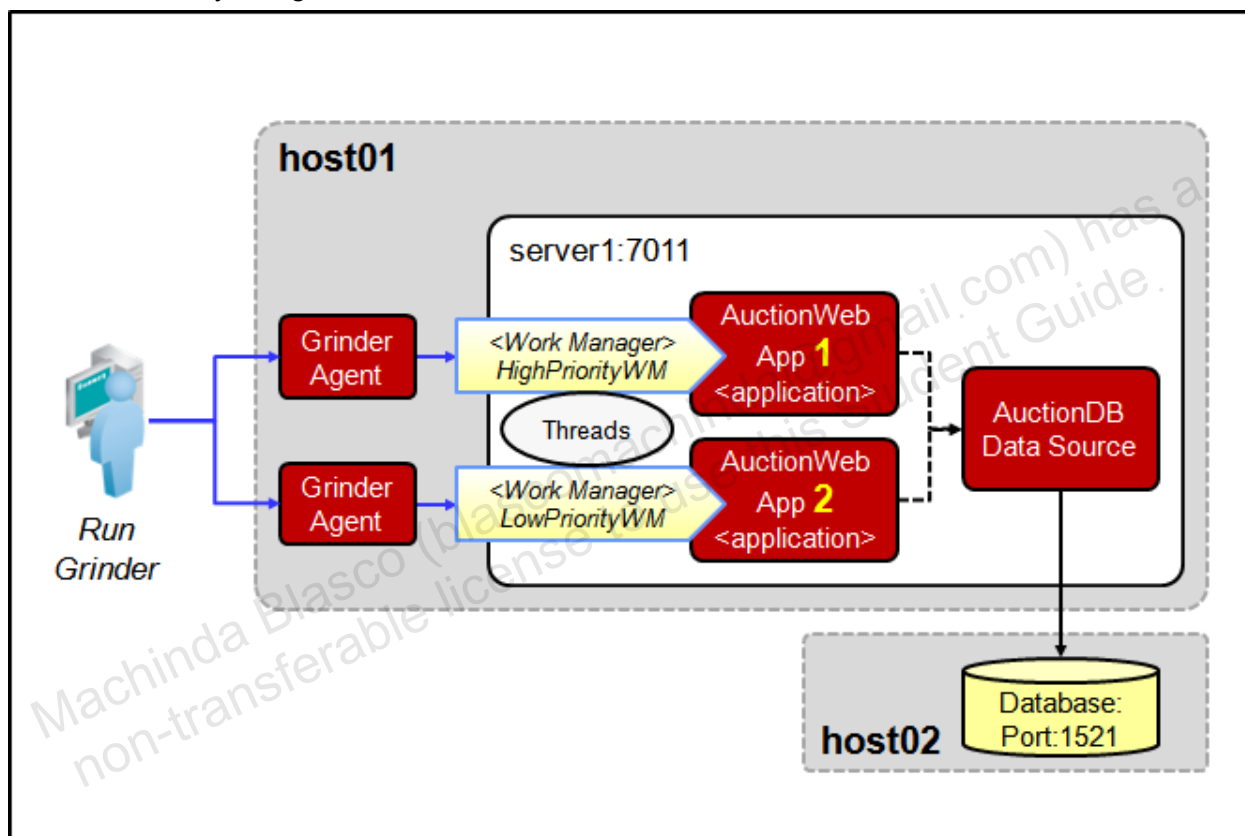 host01
server1:7011
Grinder
Agent
<Work Manager>
HighPriorityWM
AuctionWeb
App 1
<application>
Threads
AuctionDB
Data Source
Grinder
Agent
<Work Manager>
LowPriorityWM
AuctionWeb
App 2
<application>
Run
Grinder
host02
Database:
Port:1521